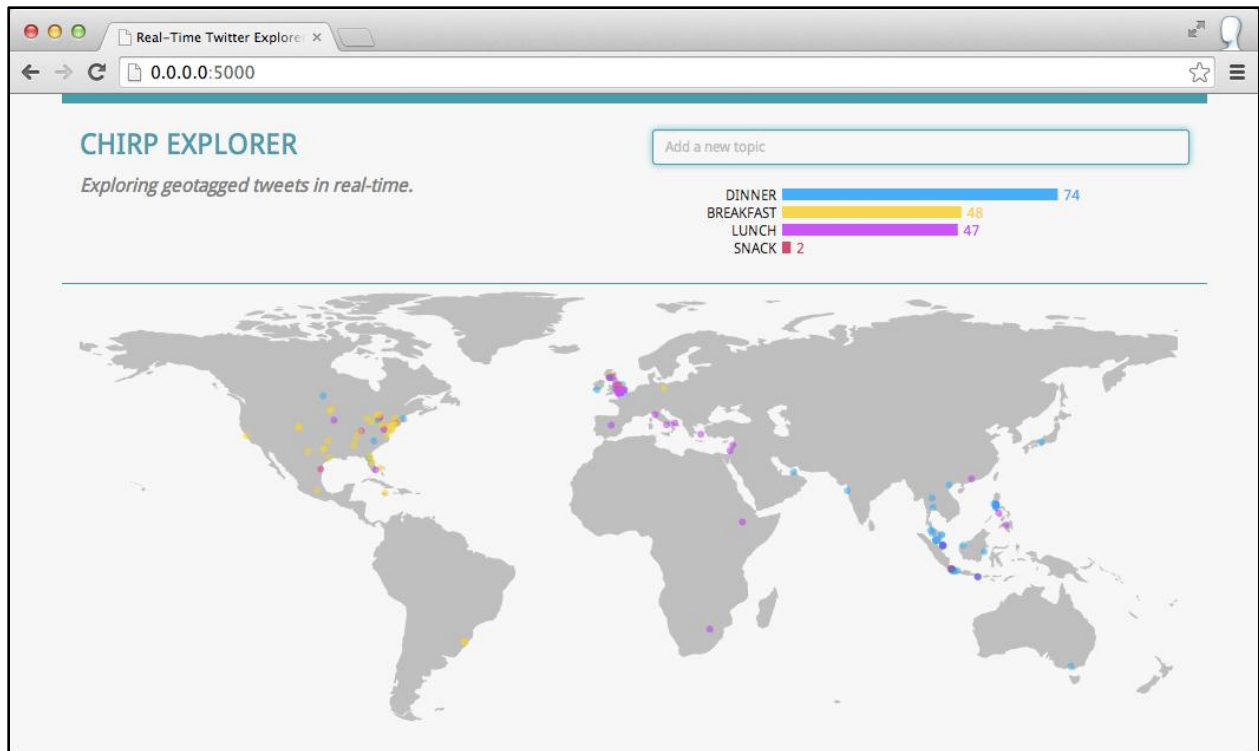 Real-Time Twitter Explorer
0.0.0.0:5000
CHIRP EXPLORER
Exploring geotagged tweets in real-time.
Add a new topic
DINNER 74
BREAKFAST 48
LUNCH 47
SNACK 2